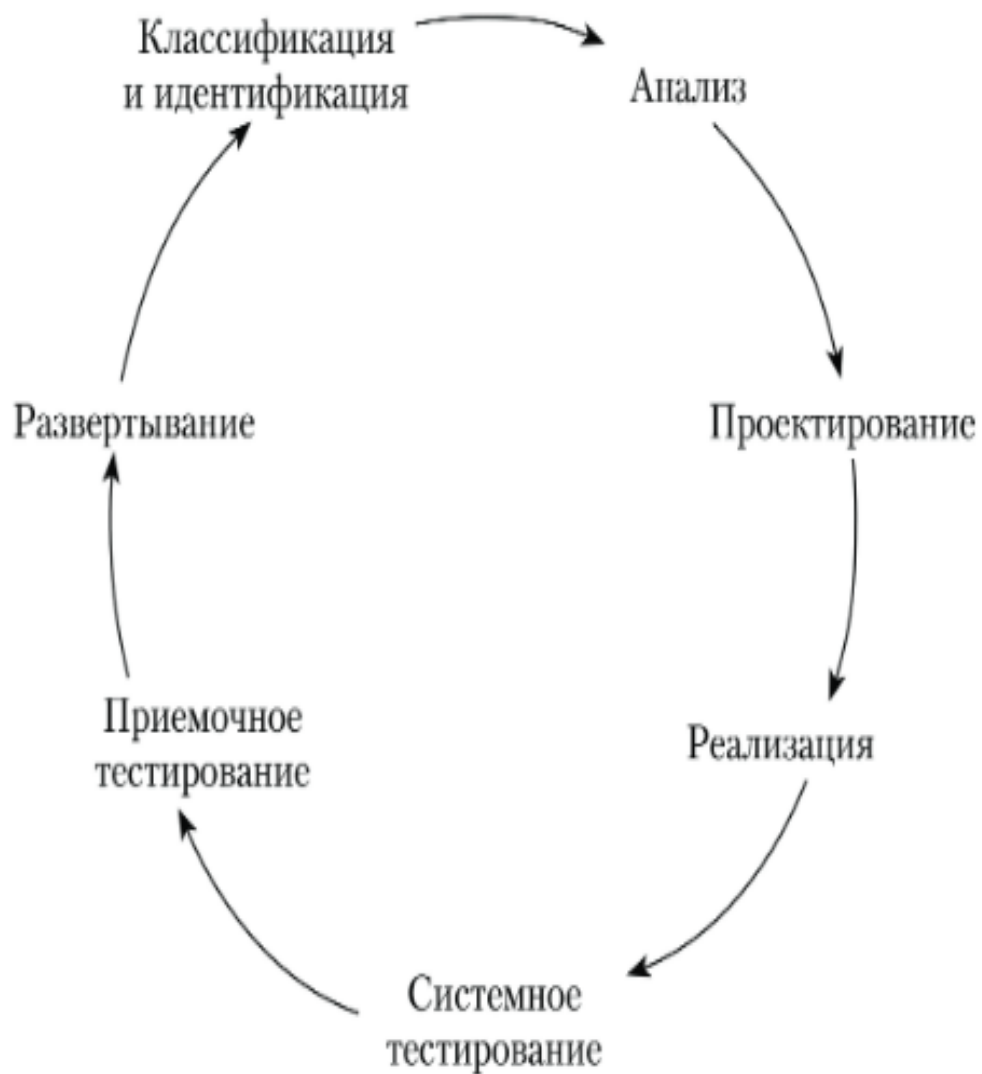 Классификация
и идентификация
Анализ
Проектирование
Реализация
Системное
тестирование
Приемочное
тестирование
Развертывание